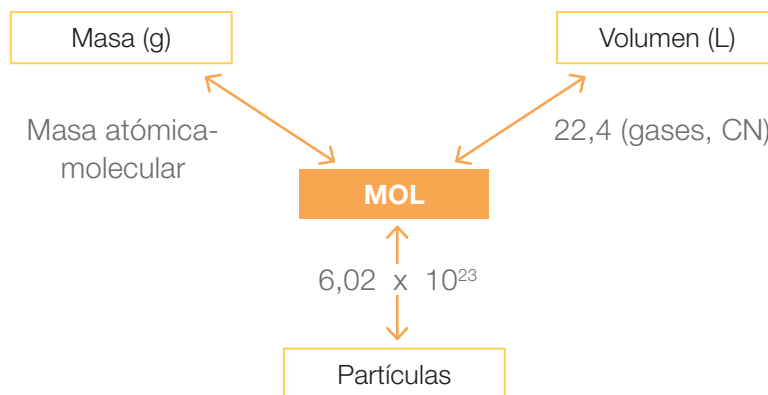 Masa (g)
Volumen (L)
Masa atómica-
molecular
22,4 (gases, CN)
MOL
6,02 x 10²³
Partículas